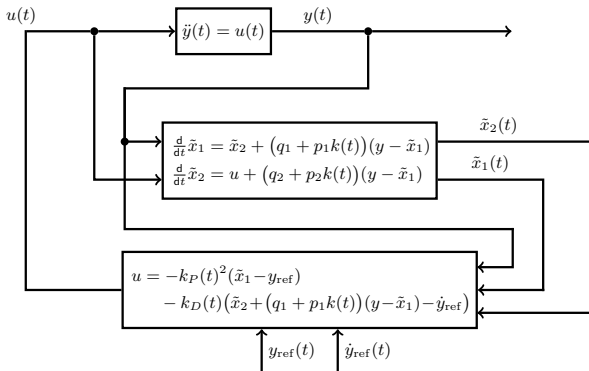 u(t)
ÿ(t) = u(t)
y(t)
d/dt x̃₁ = x̃₂ + (q₁ + p₁k(t))(y − x̃₁)
d/dt x̃₂ = u + (q₂ + p₂k(t))(y − x̃₁)
x̃₂(t)
x̃₁(t)
u = −k_P(t)²(x̃₁−y_ref)
− k_D(t)(x̃₂+(q₁ + p₁k(t))(y−x̃₁)−ẏ_ref)
y_ref(t)
ẏ_ref(t)